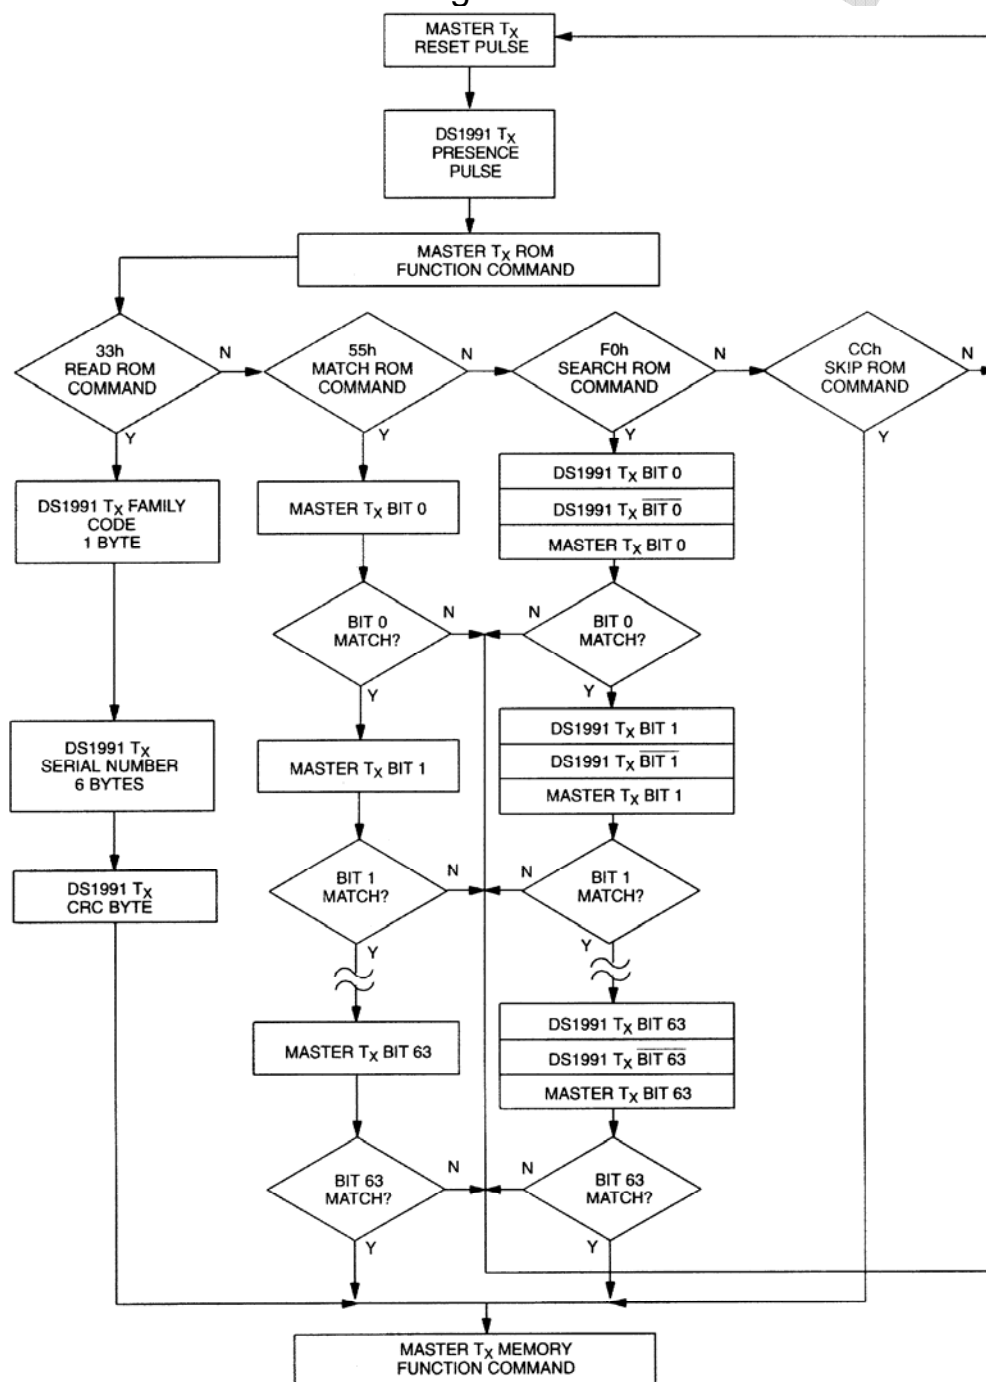 MASTER TX
RESET PULSE
DS1991 TX
PRESENCE
PULSE
MASTER TX ROM
FUNCTION COMMAND
33h
READ ROM
COMMAND
N
Y
55h
MATCH ROM
COMMAND
N
Y
F0h
SEARCH ROM
COMMAND
N
Y
CCh
SKIP ROM
COMMAND
N
Y
DS1991 TX FAMILY
CODE
1 BYTE
MASTER TX BIT 0
DS1991 TX BIT 0
DS1991 TX B̅I̅T̅ ̅0̅
MASTER TX BIT 0
BIT 0
MATCH?
N
Y
N
BIT 0
MATCH?
Y
DS1991 TX
SERIAL NUMBER
6 BYTES
MASTER TX BIT 1
DS1991 TX BIT 1
DS1991 TX B̅I̅T̅ ̅1̅
MASTER TX BIT 1
DS1991 TX
CRC BYTE
BIT 1
MATCH?
N
Y
N
BIT 1
MATCH?
Y
MASTER TX BIT 63
DS1991 TX BIT 63
DS1991 TX B̅I̅T̅ ̅6̅3̅
MASTER TX BIT 63
BIT 63
MATCH?
N
Y
N
BIT 63
MATCH?
Y
MASTER TX MEMORY
FUNCTION COMMAND